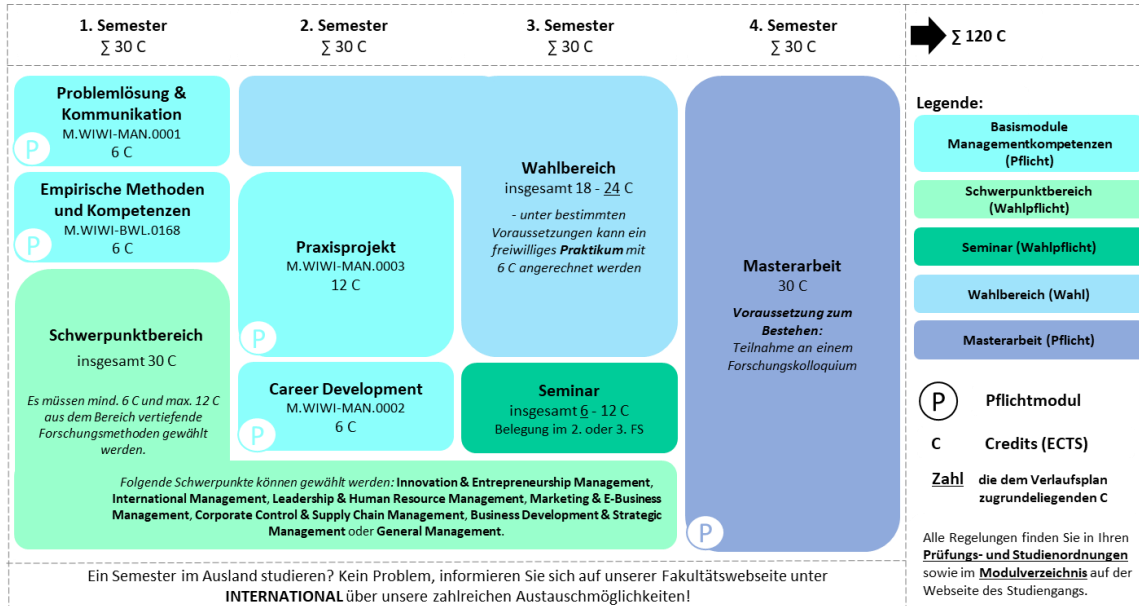 1. Semester
∑ 30 C
2. Semester
∑ 30 C
3. Semester
∑ 30 C
4. Semester
∑ 30 C
∑ 120 C
Problemlösung &
Kommunikation
M.WIWI-MAN.0001
6 C
P
Empirische Methoden
und Kompetenzen
M.WIWI-BWL.0168
6 C
P
Schwerpunktbereich
insgesamt 30 C
Es müssen mind. 6 C und max. 12 C
aus dem Bereich vertiefende
Forschungsmethoden gewählt
werden.
Praxisprojekt
M.WIWI-MAN.0003
12 C
P
Career Development
M.WIWI-MAN.0002
6 C
P
Wahlbereich
insgesamt 18 - 24 C
- unter bestimmten
Voraussetzungen kann ein
freiwilliges Praktikum mit
6 C angerechnet werden
Seminar
insgesamt 6 - 12 C
Belegung im 2. oder 3. FS
Folgende Schwerpunkte können gewählt werden: Innovation & Entrepreneurship Management,
International Management, Leadership & Human Resource Management, Marketing & E-Business
Management, Corporate Control & Supply Chain Management, Business Development & Strategic
Management oder General Management.
Masterarbeit
30 C
Voraussetzung zum
Bestehen:
Teilnahme an einem
Forschungskolloquium
P
Ein Semester im Ausland studieren? Kein Problem, informieren Sie sich auf unserer Fakultätswebseite unter
INTERNATIONAL über unsere zahlreichen Austauschmöglichkeiten!
Legende:
Basismodule
Managementkompetenzen
(Pflicht)
Schwerpunktbereich
(Wahlpflicht)
Seminar (Wahlpflicht)
Wahlbereich (Wahl)
Masterarbeit (Pflicht)
P Pflichtmodul
C Credits (ECTS)
Zahl die dem Verlaufsplan
zugrundeliegenden C
Alle Regelungen finden Sie in Ihren
Prüfungs- und Studienordnungen
sowie im Modulverzeichnis auf der
Webseite des Studiengangs.